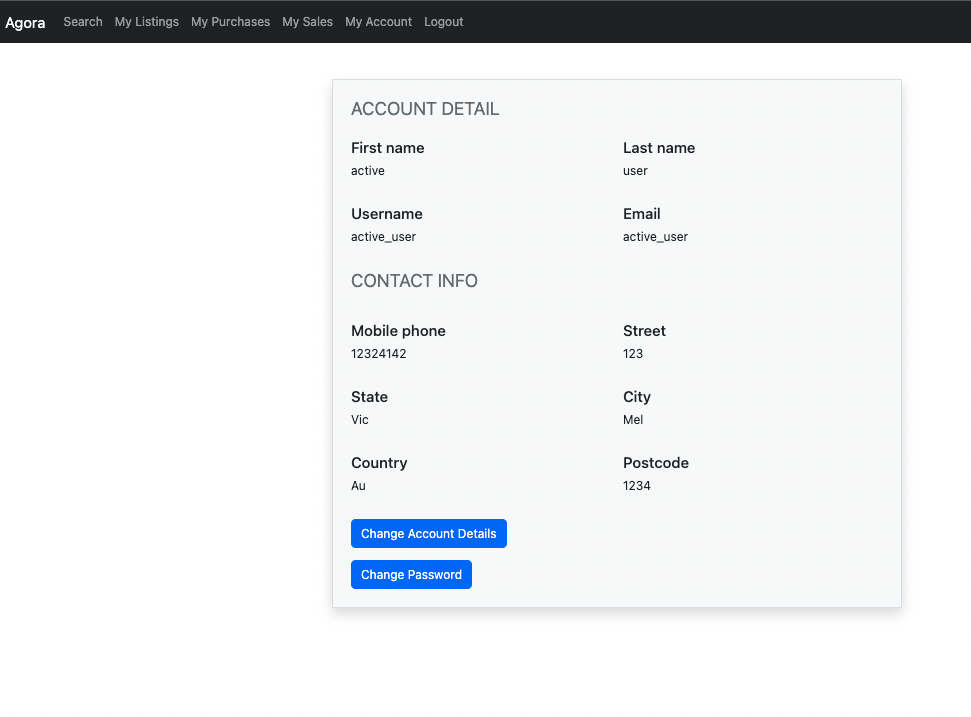 Agora Search My Listings My Purchases My Sales My Account Logout
ACCOUNT DETAIL
First name Last name
active user
Username Email
active_user active_user
CONTACT INFO
Mobile phone Street
12324142 123
State City
Vic Mel
Country Postcode
Au 1234
Change Account Details
Change Password